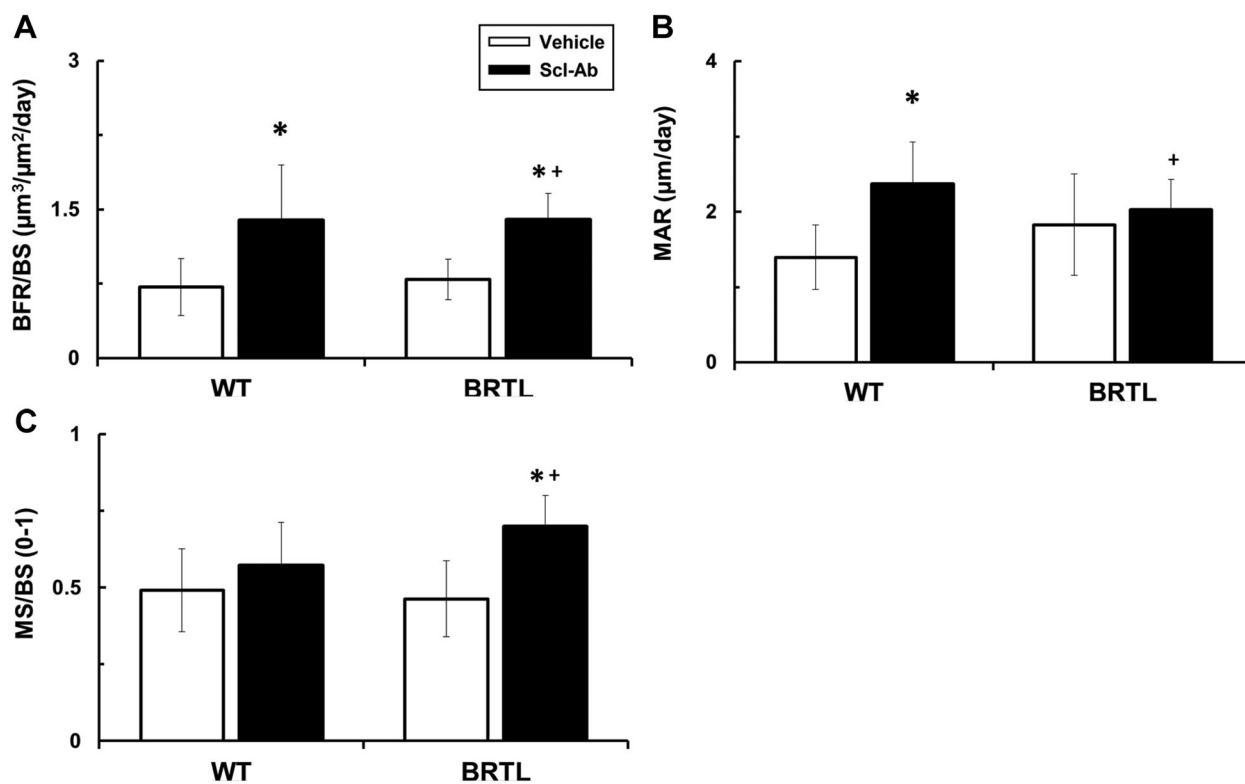 A
BFR/BS (µm³/µm²/day)
3
1.5
0
Vehicle
Scl-Ab
*
* +
WT
BRTL
B
MAR (µm/day)
4
2
0
*
+
WT
BRTL
C
MS/BS (0-1)
1
0.5
0
* +
WT
BRTL